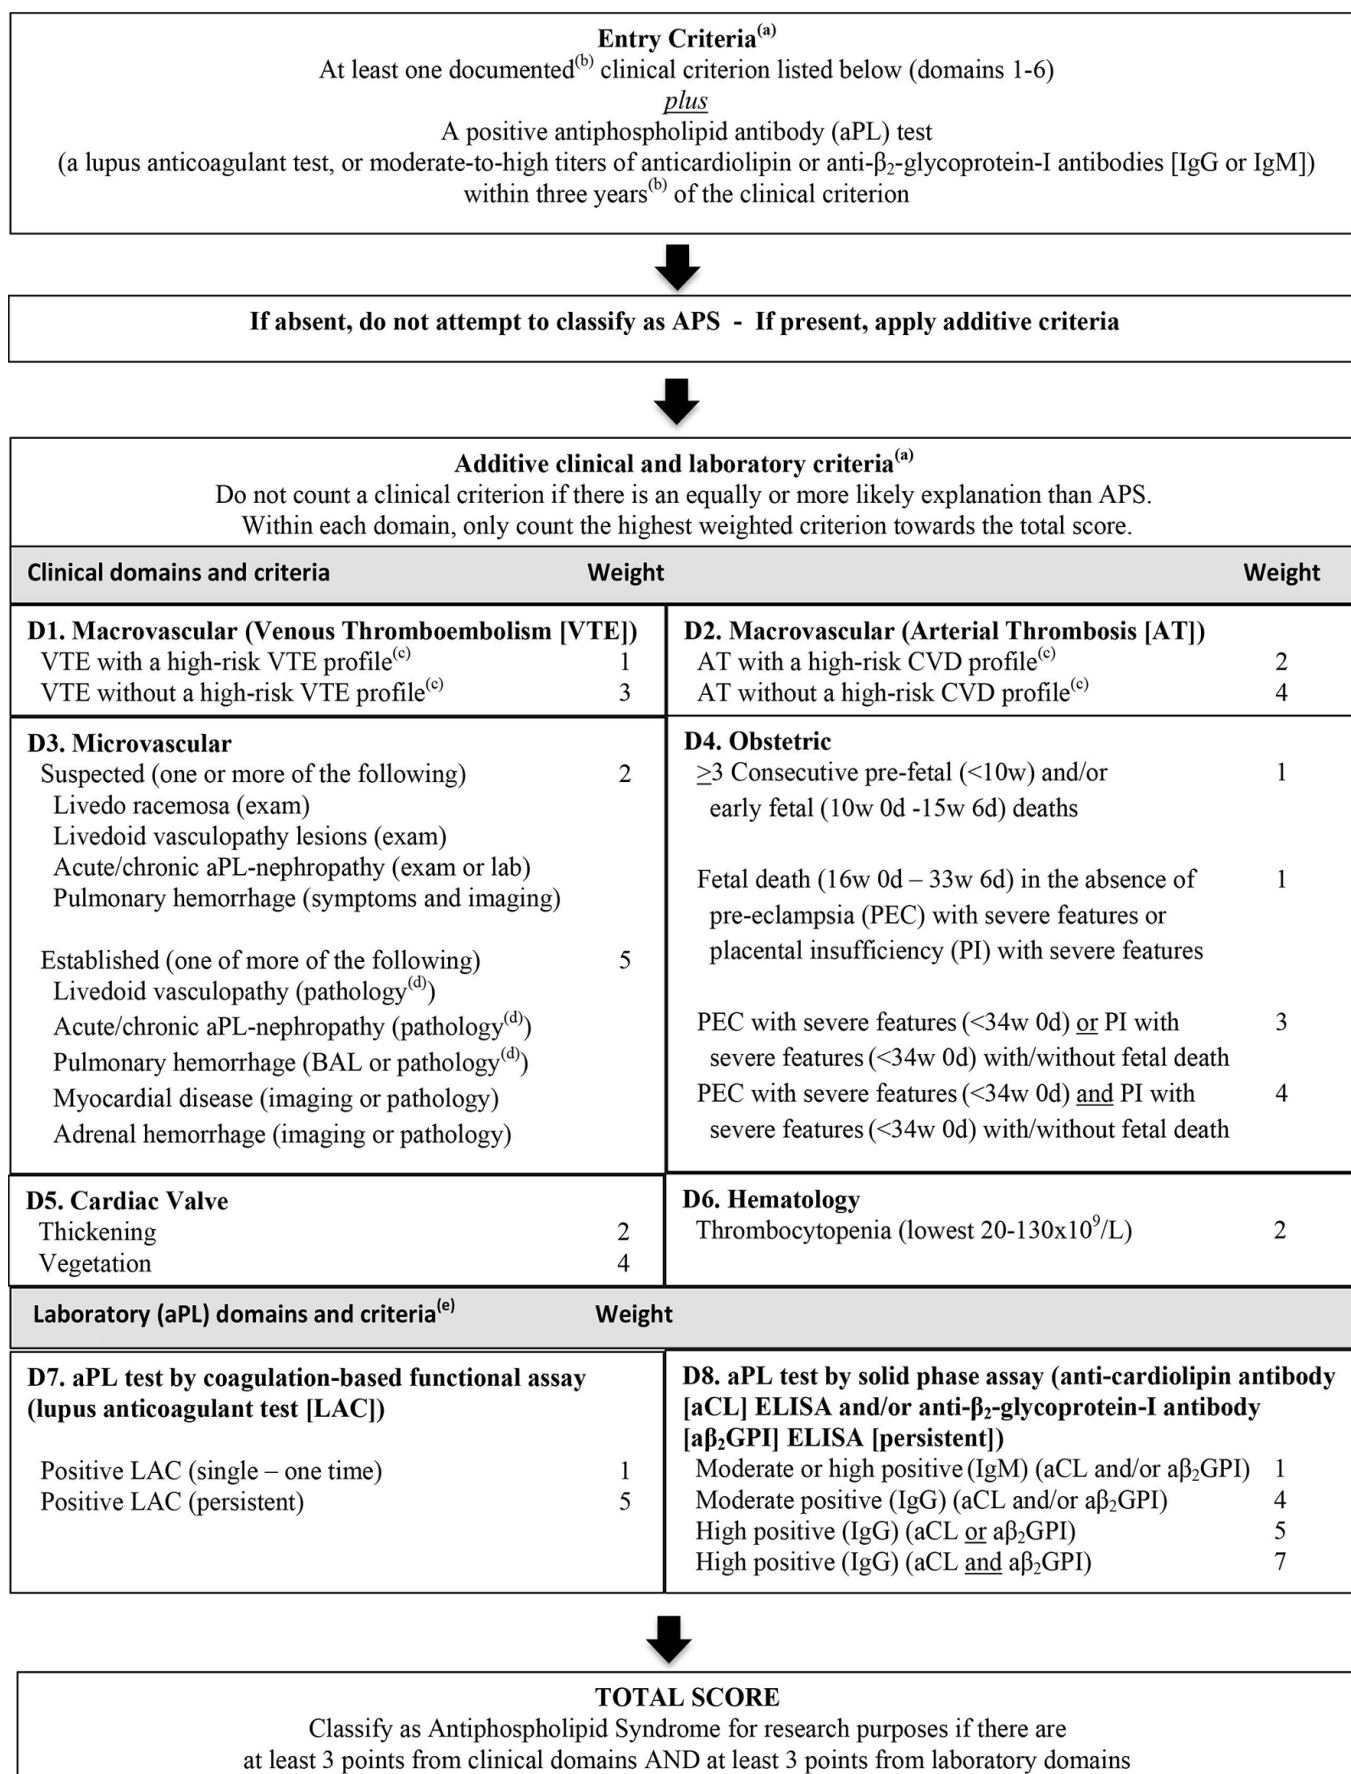 Entry Criteria(a)
At least one documented(b) clinical criterion listed below (domains 1-6)
plus
A positive antiphospholipid antibody (aPL) test
(a lupus anticoagulant test, or moderate-to-high titers of anticardiolipin or anti-β2-glycoprotein-I antibodies [IgG or IgM])
within three years(b) of the clinical criterion
If absent, do not attempt to classify as APS - If present, apply additive criteria
Additive clinical and laboratory criteria(a)
Do not count a clinical criterion if there is an equally or more likely explanation than APS.
Within each domain, only count the highest weighted criterion towards the total score.
Clinical domains and criteria Weight Weight
D1. Macrovascular (Venous Thromboembolism [VTE])
VTE with a high-risk VTE profile(c) 1
VTE without a high-risk VTE profile(c) 3
D2. Macrovascular (Arterial Thrombosis [AT])
AT with a high-risk CVD profile(c) 2
AT without a high-risk CVD profile(c) 4
D3. Microvascular
Suspected (one or more of the following) 2
Livedo racemosa (exam)
Livedoid vasculopathy lesions (exam)
Acute/chronic aPL-nephropathy (exam or lab)
Pulmonary hemorrhage (symptoms and imaging)
Established (one of more of the following) 5
Livedoid vasculopathy (pathology(d))
Acute/chronic aPL-nephropathy (pathology(d))
Pulmonary hemorrhage (BAL or pathology(d))
Myocardial disease (imaging or pathology)
Adrenal hemorrhage (imaging or pathology)
D4. Obstetric
≥3 Consecutive pre-fetal (<10w) and/or 1
early fetal (10w 0d -15w 6d) deaths
Fetal death (16w 0d – 33w 6d) in the absence of 1
pre-eclampsia (PEC) with severe features or
placental insufficiency (PI) with severe features
PEC with severe features (<34w 0d) or PI with 3
severe features (<34w 0d) with/without fetal death
PEC with severe features (<34w 0d) and PI with 4
severe features (<34w 0d) with/without fetal death
D5. Cardiac Valve
Thickening 2
Vegetation 4
D6. Hematology
Thrombocytopenia (lowest 20-130x10⁹/L) 2
Laboratory (aPL) domains and criteria(e) Weight
D7. aPL test by coagulation-based functional assay
(lupus anticoagulant test [LAC])
Positive LAC (single – one time) 1
Positive LAC (persistent) 5
D8. aPL test by solid phase assay (anti-cardiolipin antibody
[aCL] ELISA and/or anti-β2-glycoprotein-I antibody
[aβ2GPI] ELISA [persistent])
Moderate or high positive (IgM) (aCL and/or aβ2GPI) 1
Moderate positive (IgG) (aCL and/or aβ2GPI) 4
High positive (IgG) (aCL or aβ2GPI) 5
High positive (IgG) (aCL and aβ2GPI) 7
TOTAL SCORE
Classify as Antiphospholipid Syndrome for research purposes if there are
at least 3 points from clinical domains AND at least 3 points from laboratory domains